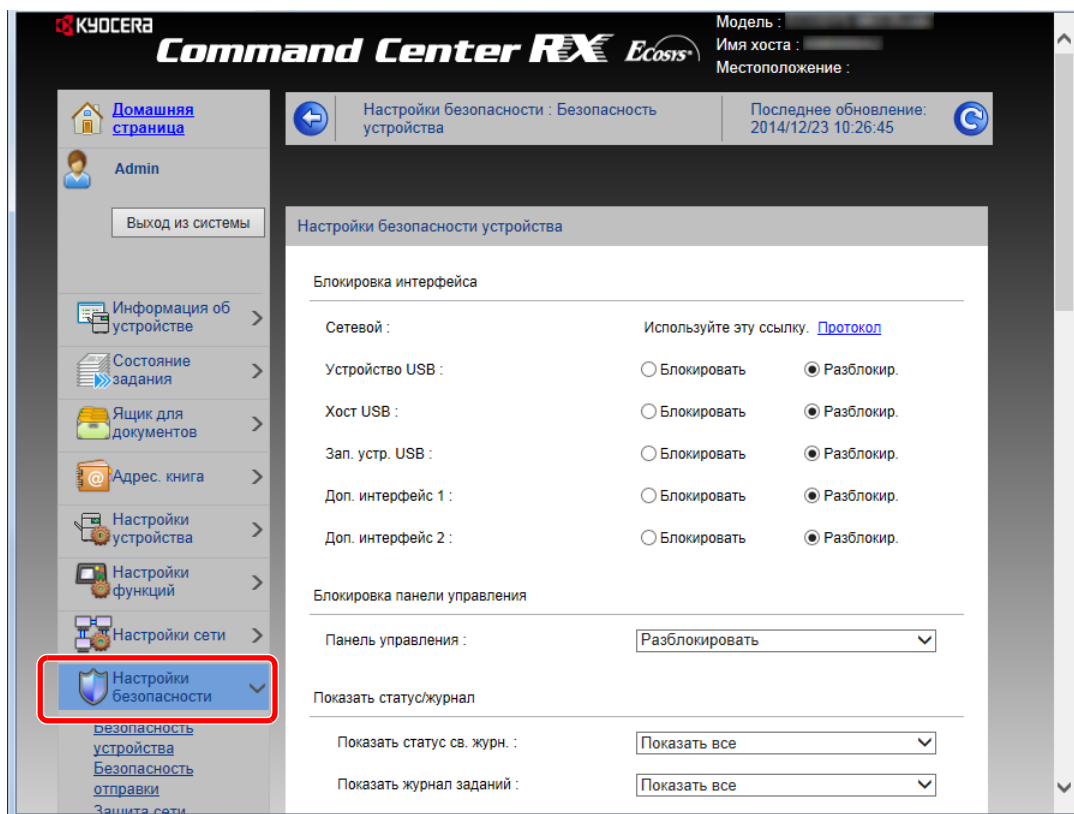 KYOCERA
Command Center RX Ecosys
Модель :
Имя хоста :
Местоположение :
Домашняя
страница
Admin
Выход из системы
Информация об
устройстве
Состояние
задания
Ящик для
документов
Адрес. книга
Настройки
устройства
Настройки
функций
Настройки сети
Настройки
безопасности
Безопасность
устройства
Безопасность
отправки
Защита сети
Настройки безопасности : Безопасность
устройства
Последнее обновление:
2014/12/23 10:26:45
Настройки безопасности устройства
Блокировка интерфейса
Сетевой : Используйте эту ссылку. Протокол
Устройство USB : Блокировать Разблокир.
Хост USB : Блокировать Разблокир.
Зап. устр. USB : Блокировать Разблокир.
Доп. интерфейс 1 : Блокировать Разблокир.
Доп. интерфейс 2 : Блокировать Разблокир.
Блокировка панели управления
Панель управления : Разблокировать
Показать статус/журнал
Показать статус св. журн. : Показать все
Показать журнал заданий : Показать все